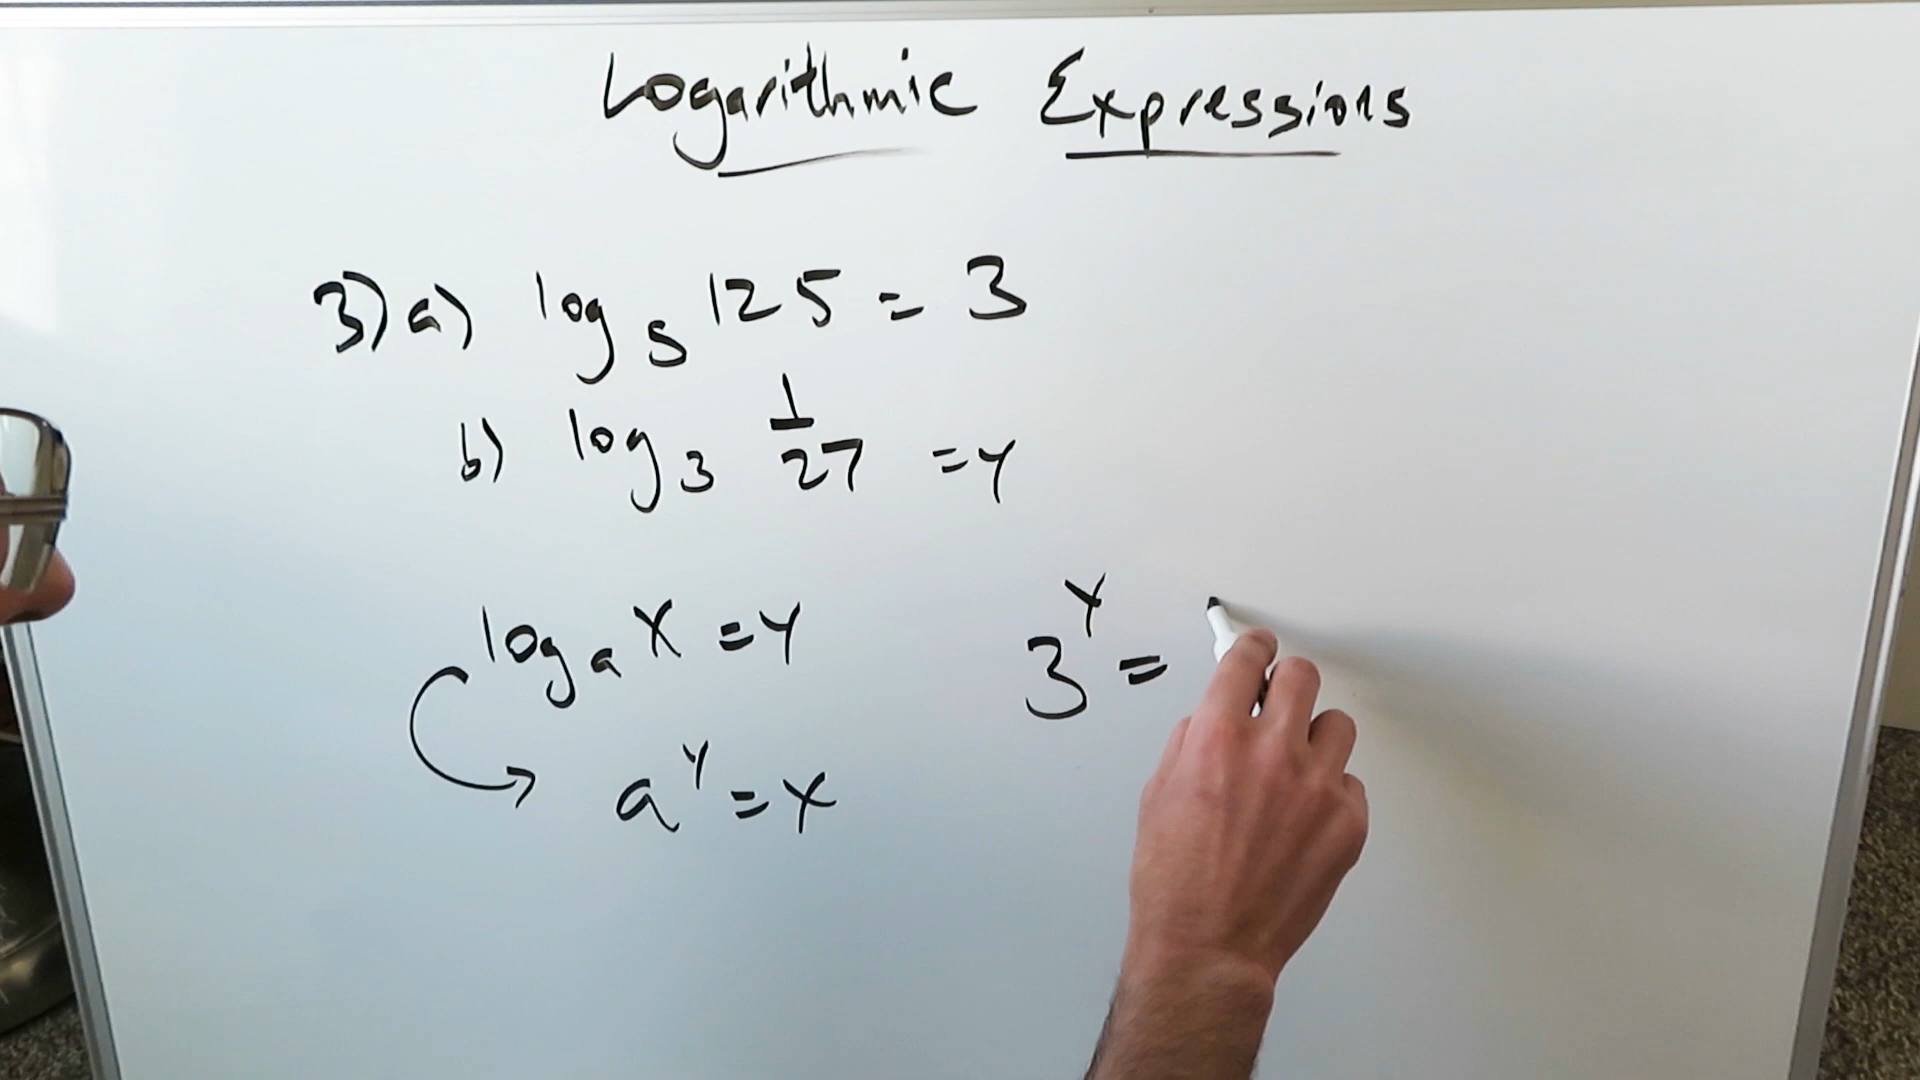 Logarithmic Expressions
3) a) log₅ 125 = 3
b) log₃ 1/27 = y
logₐ x = y
3^y =
a^y = x